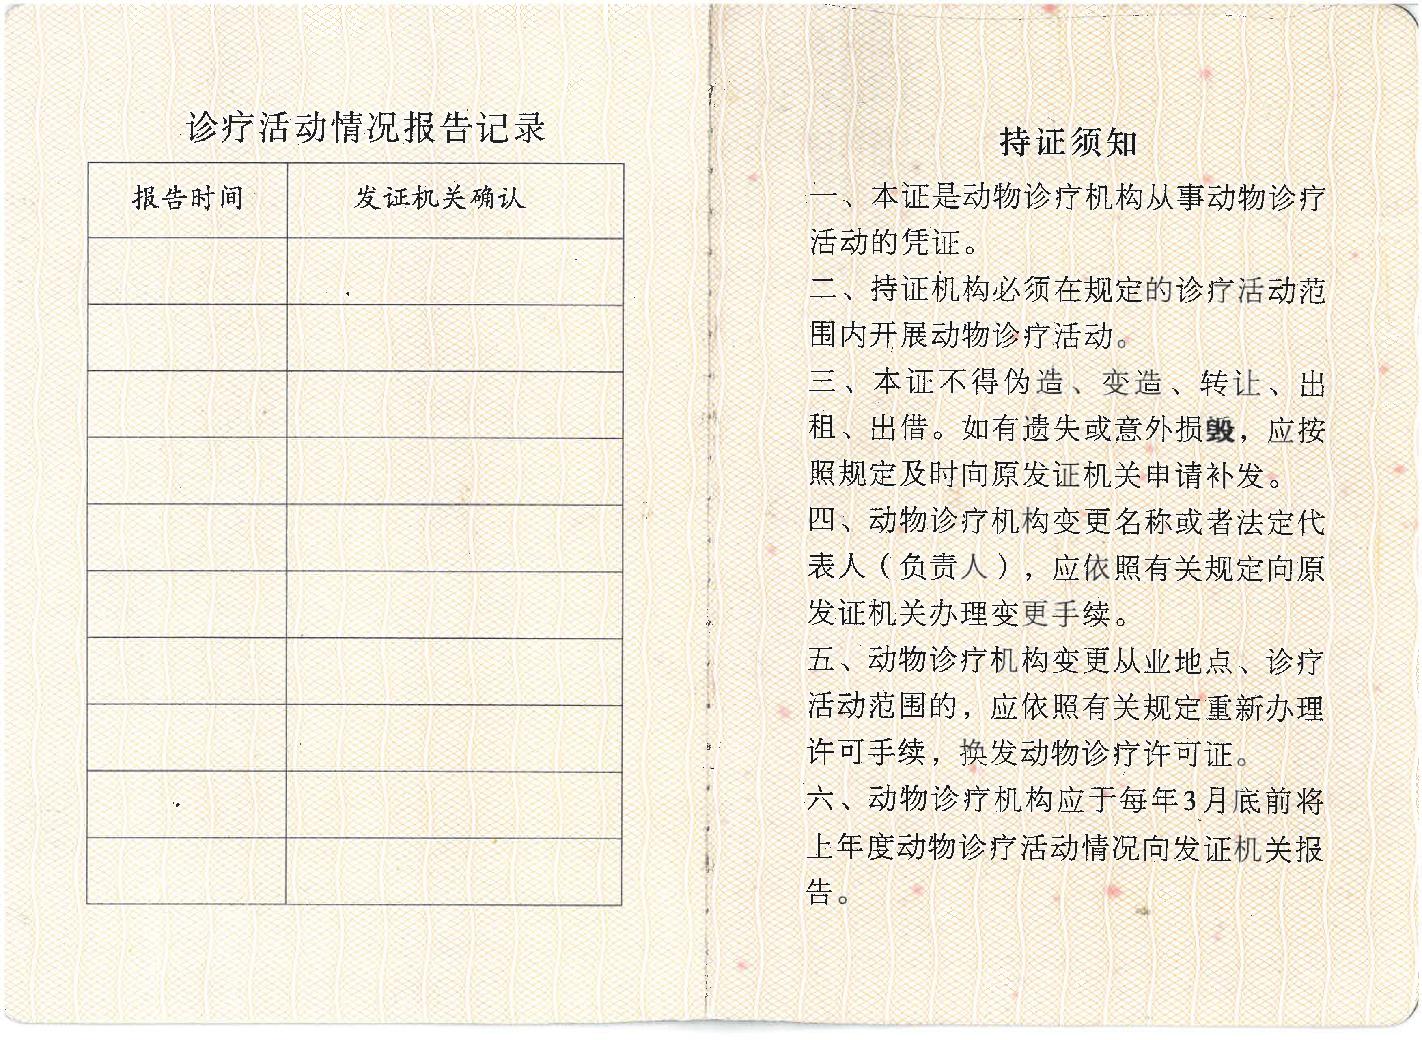 诊疗活动情况报告记录
报告时间 发证机关确认
持证须知
一、本证是动物诊疗机构从事动物诊疗
活动的凭证。
二、持证机构必须在规定的诊疗活动范
围内开展动物诊疗活动。
三、本证不得伪造、变造、转让、出
租、出借。如有遗失或意外损毁，应按
照规定及时向原发证机关申请补发。
四、动物诊疗机构变更名称或者法定代
表人（负责人），应依照有关规定向原
发证机关办理变更手续。
五、动物诊疗机构变更从业地点、诊疗
活动范围的，应依照有关规定重新办理
许可手续，换发动物诊疗许可证。
六、动物诊疗机构应于每年3月底前将
上年度动物诊疗活动情况向发证机关报
告。